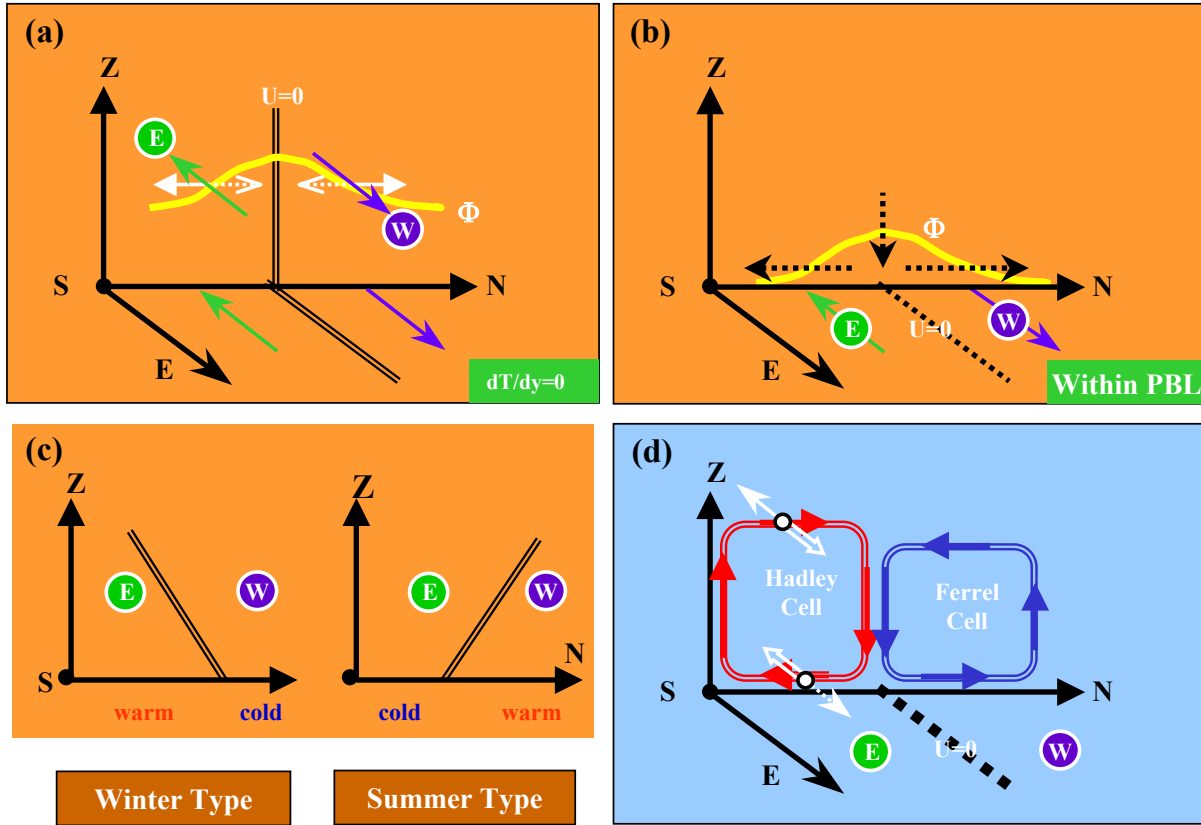 (a)
Z
U=0
E
W
Φ
S
N
E
dT/dy=0
(b)
Z
Φ
S
N
E
U=0
W
E
Within PBL
(c)
Z
E
W
S
warm
cold
Z
E
W
N
cold
warm
Winter Type
Summer Type
(d)
Z
Hadley
Cell
Ferrel
Cell
S
N
E
U=0
W
E